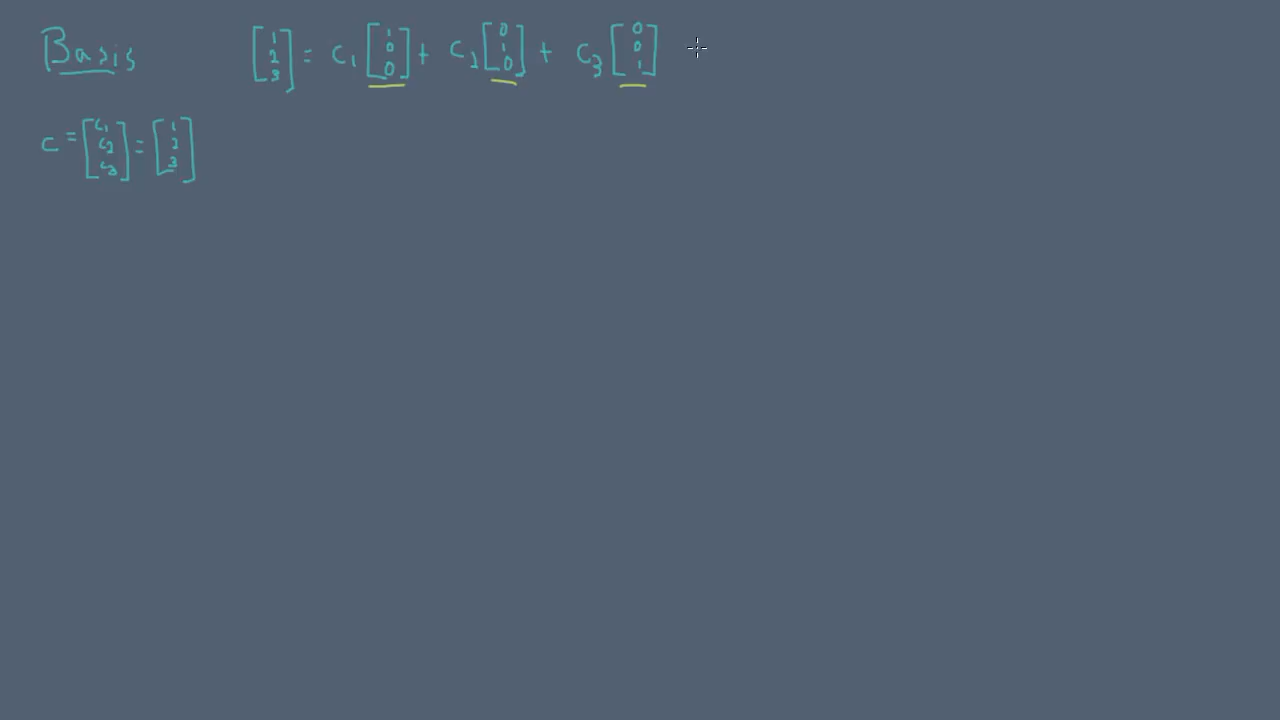 Basis [1 2 3] = c₁ [1 0 0] + c₂ [0 1 0] + c₃ [0 0 1]
c = [c₁ c₂ c₃] = [1 2 3]